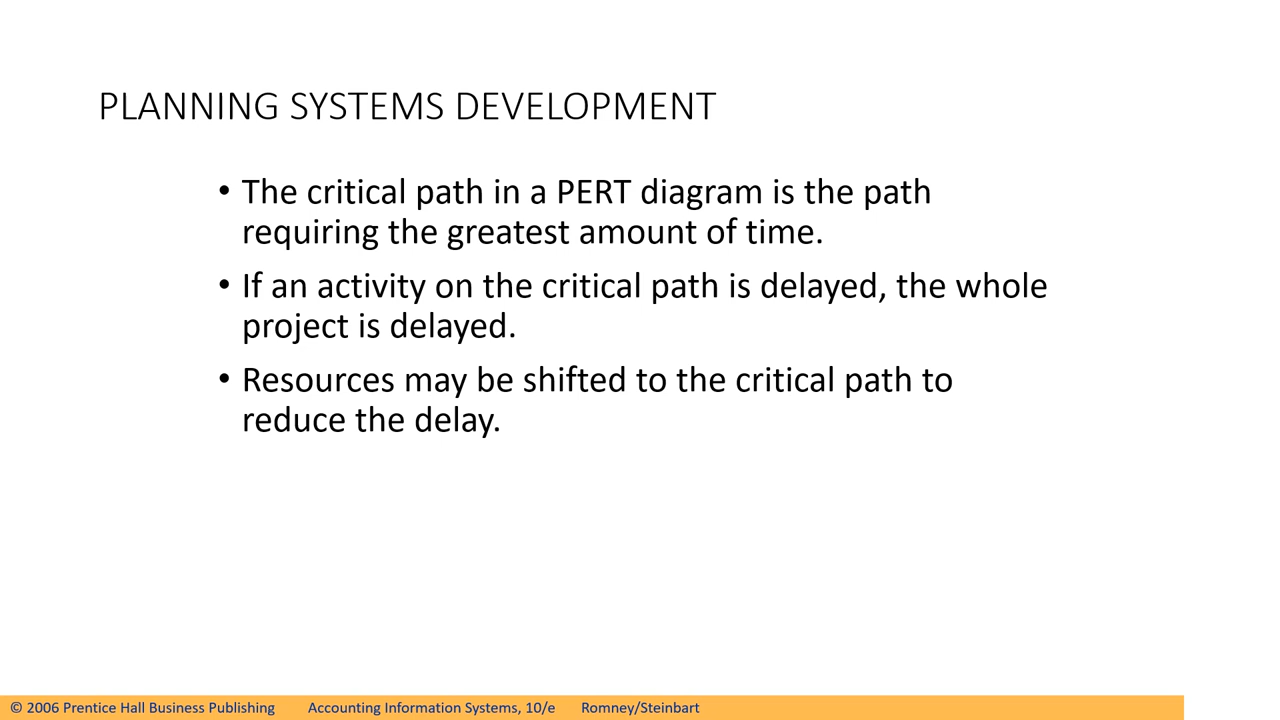 PLANNING SYSTEMS DEVELOPMENT
• The critical path in a PERT diagram is the path
requiring the greatest amount of time.
• If an activity on the critical path is delayed, the whole
project is delayed.
• Resources may be shifted to the critical path to
reduce the delay.
© 2006 Prentice Hall Business Publishing Accounting Information Systems, 10/e Romney/Steinbart